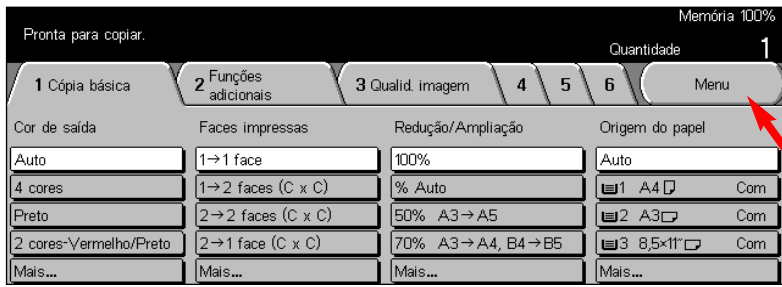 Memória 100%
Pronta para copiar.
Quantidade 1
1 Cópia básica
2 Funções adicionais
3 Qualid. imagem
4
5
6
Menu
Cor de saída
Auto
4 cores
Preto
2 cores-Vermelho/Preto
Mais...
Faces impressas
1→1 face
1→2 faces (C x C)
2→2 faces (C x C)
2→1 face (C x C)
Mais...
Redução/Ampliação
100%
% Auto
50% A3→A5
70% A3→A4, B4→B5
Mais...
Origem do papel
Auto
1 A4 Com
2 A3 Com
3 8,5×11" Com
Mais...